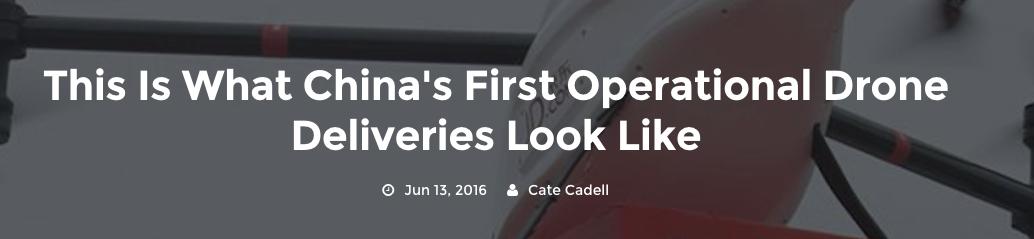 This Is What China's First Operational Drone
Deliveries Look Like
Jun 13, 2016 Cate Cadell